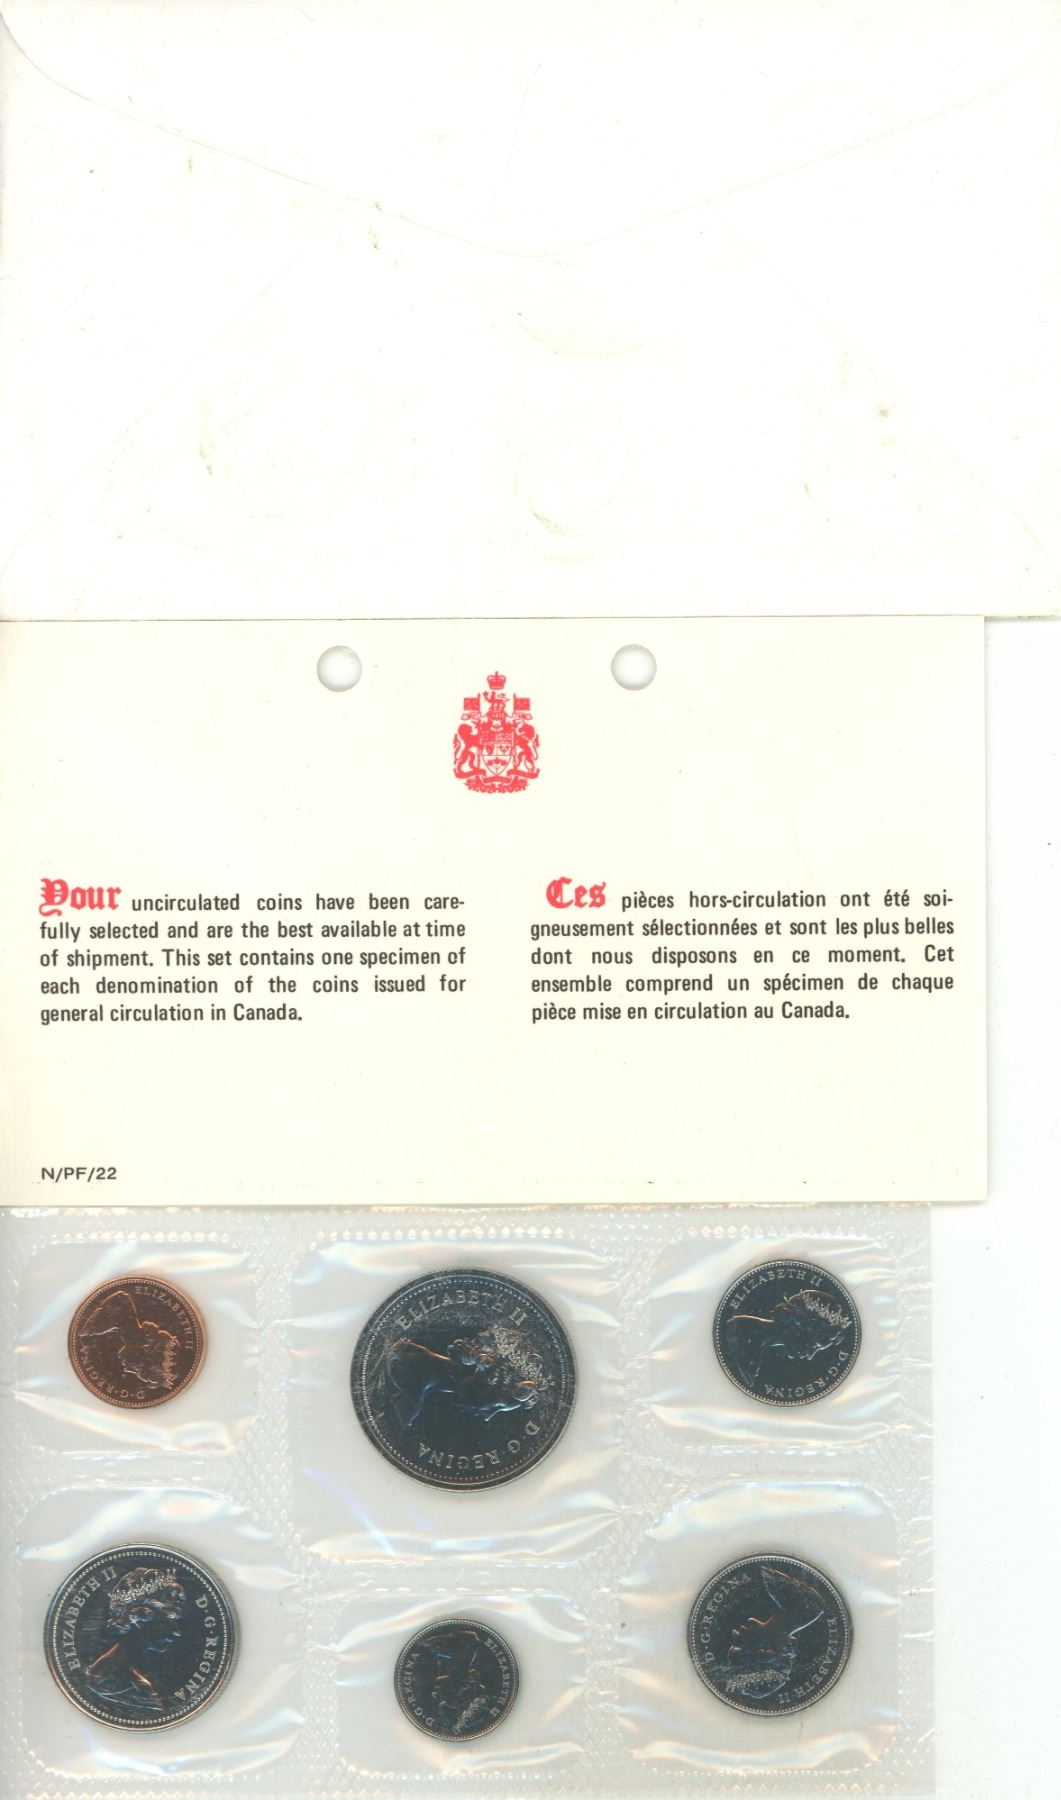 Your uncirculated coins have been care-
fully selected and are the best available at time
of shipment. This set contains one specimen of
each denomination of the coins issued for
general circulation in Canada.
Ces pièces hors-circulation ont été soi-
gneusement sélectionnées et sont les plus belles
dont nous disposons en ce moment. Cet
ensemble comprend un spécimen de chaque
pièce mise en circulation au Canada.
N/PF/22
ELIZABETH II D·G·REGINA
ELIZABETH II D·G·REGINA
ELIZABETH II D·G·REGINA
ELIZABETH II D·G·REGINA
ELIZABETH II D·G·REGINA
ELIZABETH II D·G·REGINA